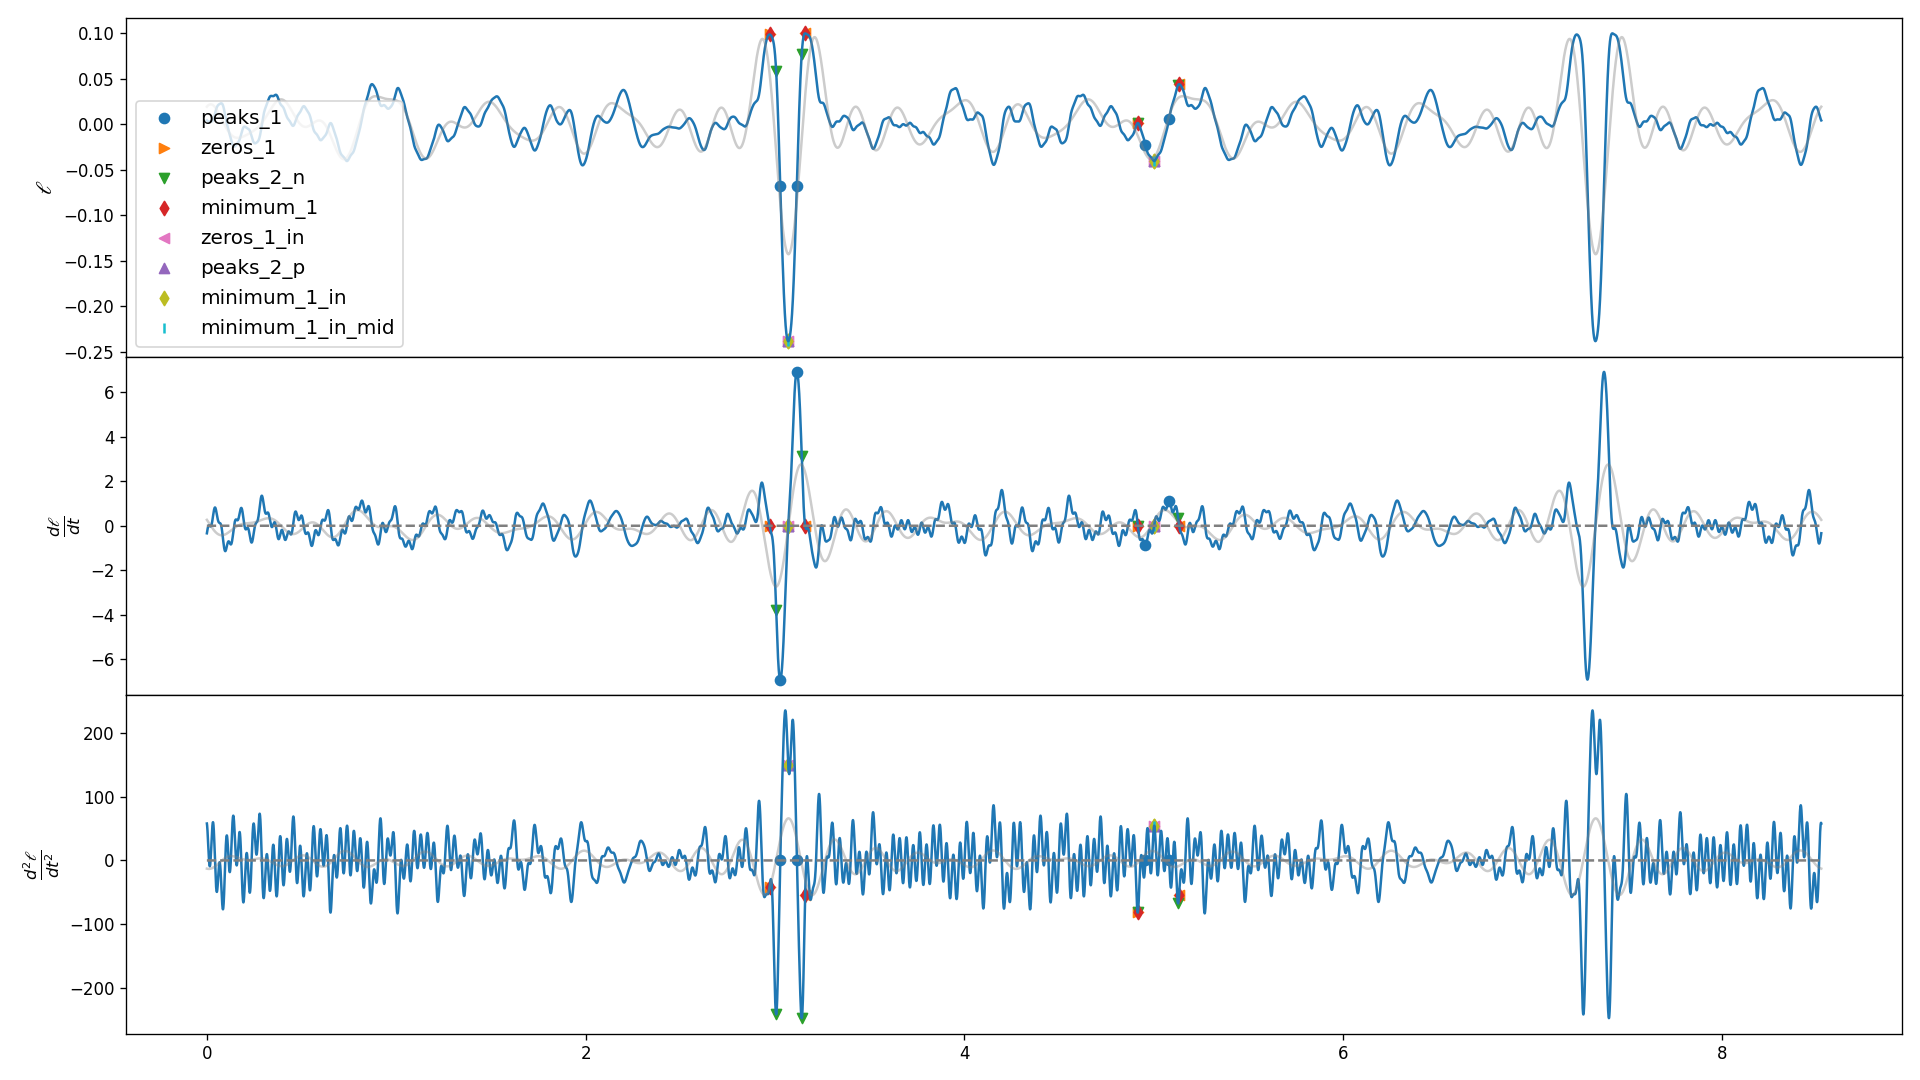 0.10
0.05
0.00
−0.05
−0.10
−0.15
−0.20
−0.25
ℓ
peaks_1
zeros_1
peaks_2_n
minimum_1
zeros_1_in
peaks_2_p
minimum_1_in
minimum_1_in_mid
6
4
2
0
−2
−4
−6
dℓ
dt
200
100
0
−100
−200
d²ℓ
dt²
0 2 4 6 8